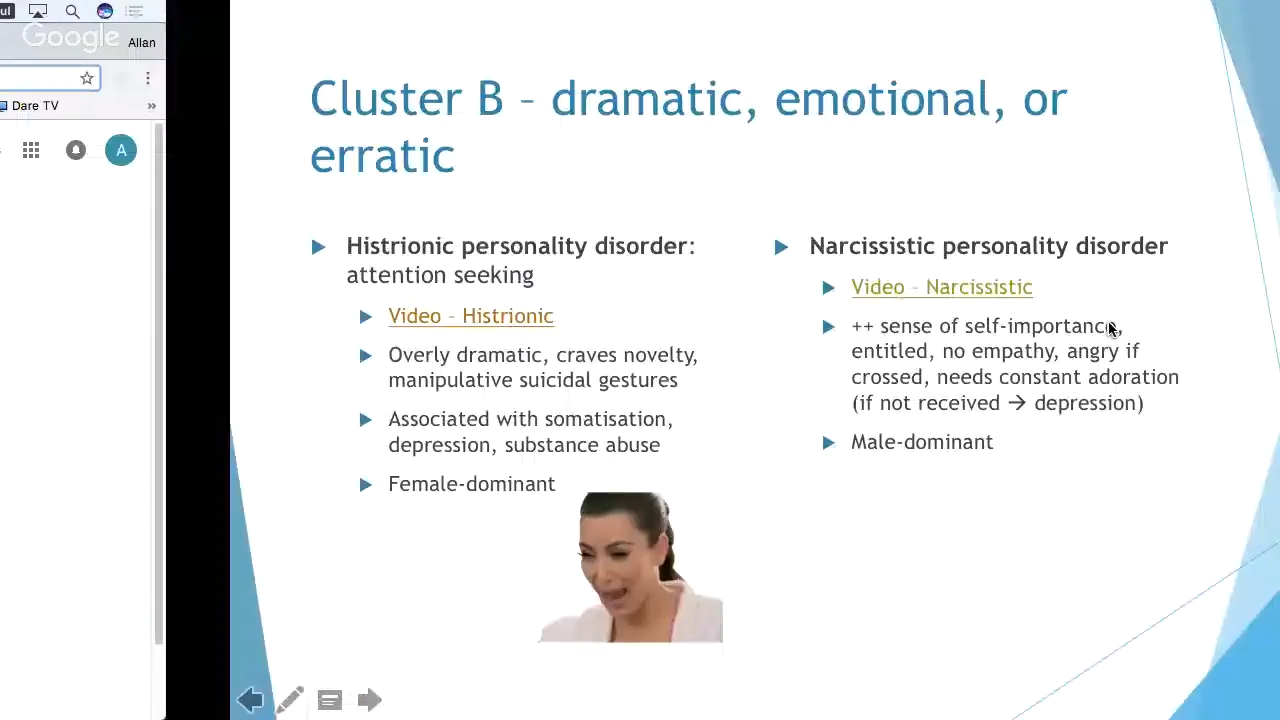 ul
Google
Allan
Dare TV
»
A
Cluster B – dramatic, emotional, or
erratic
Histrionic personality disorder:
attention seeking
Video – Histrionic
Overly dramatic, craves novelty,
manipulative suicidal gestures
Associated with somatisation,
depression, substance abuse
Female-dominant
Narcissistic personality disorder
Video – Narcissistic
++ sense of self-importance,
entitled, no empathy, angry if
crossed, needs constant adoration
(if not received → depression)
Male-dominant